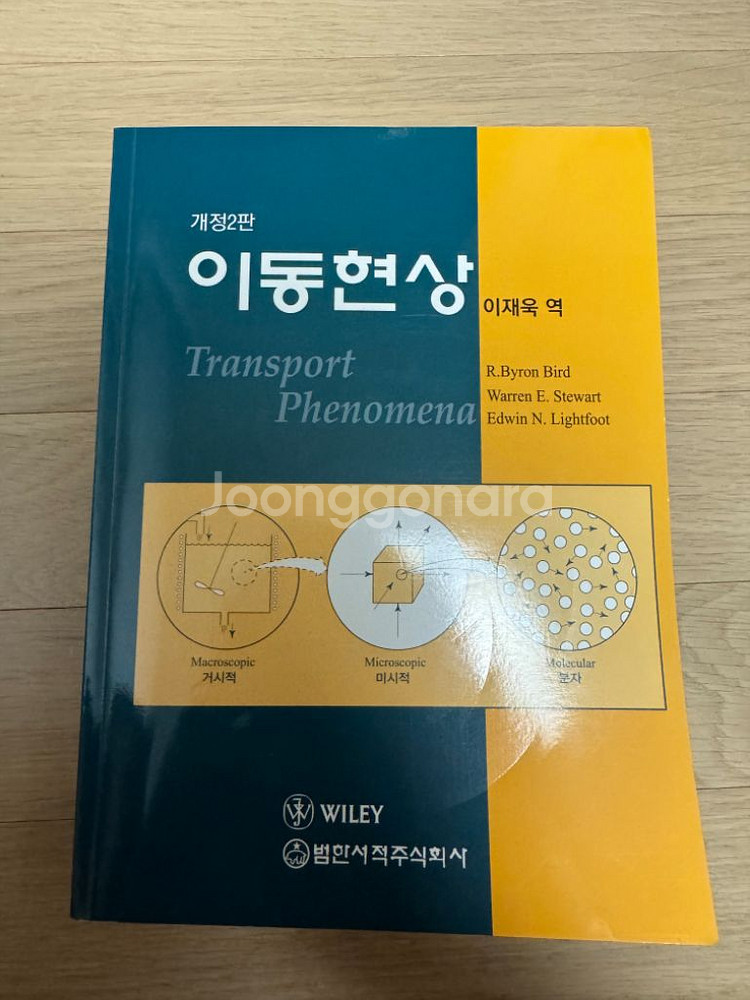 개정2판
이동현상
이재욱 역
Transport
Phenomena
R.Byron Bird
Warren E. Stewart
Edwin N. Lightfoot
Joonggonara
Macroscopic
거시적
Microscopic
미시적
Molecular
분자
WILEY
범한서적주식회사